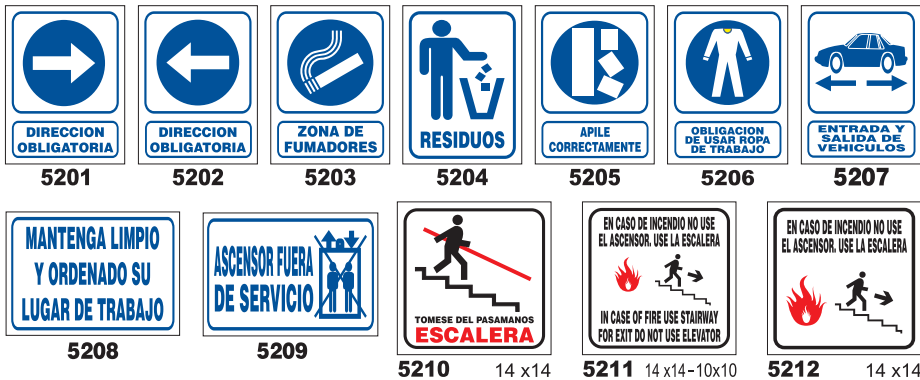 DIRECCION
OBLIGATORIA
5201
DIRECCION
OBLIGATORIA
5202
ZONA DE
FUMADORES
5203
RESIDUOS
5204
APILE
CORRECTAMENTE
5205
OBLIGACION
DE USAR ROPA
DE TRABAJO
5206
ENTRADA Y
SALIDA DE
VEHICULOS
5207
MANTENGA LIMPIO
Y ORDENADO SU
LUGAR DE TRABAJO
5208
ASCENSOR FUERA
DE SERVICIO
5209
TOMESE DEL PASAMANOS
ESCALERA
5210 14 x14
EN CASO DE INCENDIO NO USE
EL ASCENSOR. USE LA ESCALERA
IN CASE OF FIRE USE STAIRWAY
FOR EXIT DO NOT USE ELEVATOR
5211 14 x14-10x10
EN CASO DE INCENDIO NO USE
EL ASCENSOR. USE LA ESCALERA
5212 14 x14